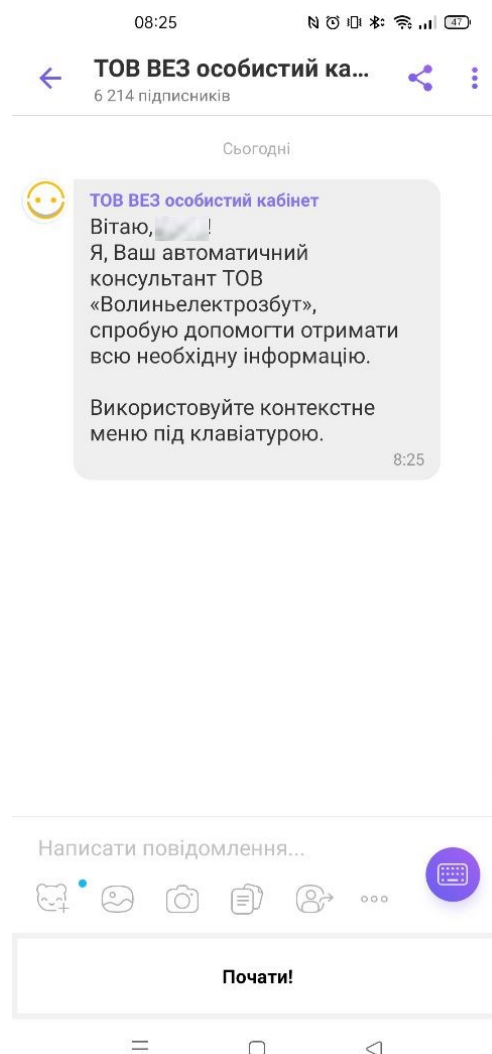 08:25
47
ТОВ ВЕЗ особистий ка...
6 214 підписників
Сьогодні
ТОВ ВЕЗ особистий кабінет
Вітаю, !
Я, Ваш автоматичний
консультант ТОВ
«Волиньелектрозбут»,
спробую допомогти отримати
всю необхідну інформацію.
Використовуйте контекстне
меню під клавіатурою.
8:25
Написати повідомлення...
Почати!